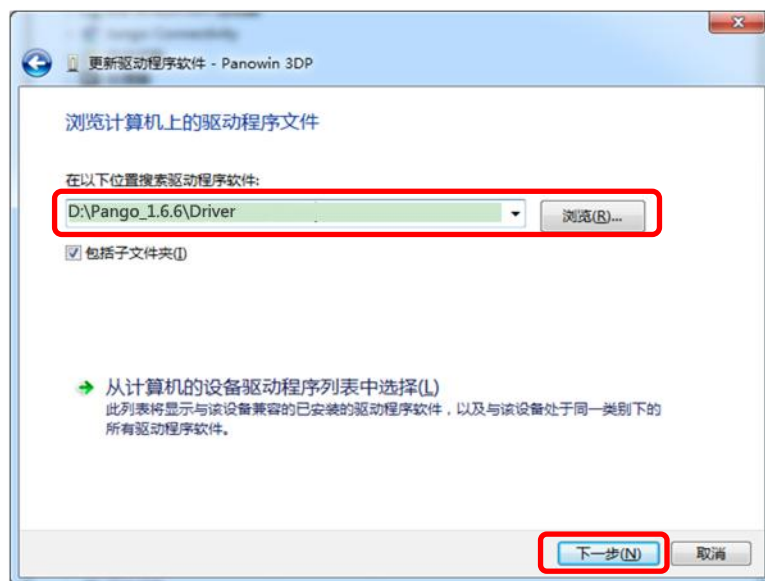 更新驱动程序软件 - Panowin 3DP
浏览计算机上的驱动程序文件
在以下位置搜索驱动程序软件:
D:\Pango_1.6.6\Driver
浏览(R)...
包括子文件夹(I)
从计算机的设备驱动程序列表中选择(L)
此列表将显示与该设备兼容的已安装的驱动程序软件，以及与该设备处于同一类别下的
所有驱动程序软件。
下一步(N)
取消